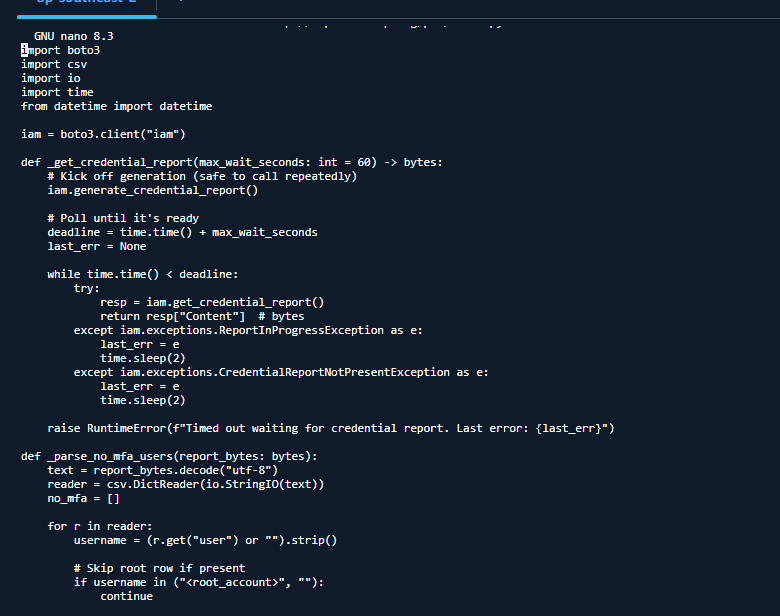 ap-southeast-2
GNU nano 8.3
import boto3
import csv
import io
import time
from datetime import datetime
iam = boto3.client("iam")
def _get_credential_report(max_wait_seconds: int = 60) -> bytes:
    # Kick off generation (safe to call repeatedly)
    iam.generate_credential_report()
    # Poll until it's ready
    deadline = time.time() + max_wait_seconds
    last_err = None
    while time.time() < deadline:
        try:
            resp = iam.get_credential_report()
            return resp["Content"]  # bytes
        except iam.exceptions.ReportInProgressException as e:
            last_err = e
            time.sleep(2)
        except iam.exceptions.CredentialReportNotPresentException as e:
            last_err = e
            time.sleep(2)
    raise RuntimeError(f"Timed out waiting for credential report. Last error: {last_err}")
def _parse_no_mfa_users(report_bytes: bytes):
    text = report_bytes.decode("utf-8")
    reader = csv.DictReader(io.StringIO(text))
    no_mfa = []
    for r in reader:
        username = (r.get("user") or "").strip()
        # Skip root row if present
        if username in ("<root_account>", ""):
            continue